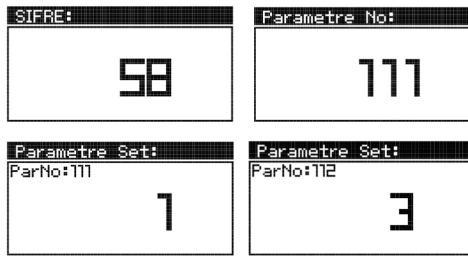 SIFRE:
58
Parametre No:
111
Parametre Set:
ParNo:111
1
Parametre Set:
ParNo:112
3